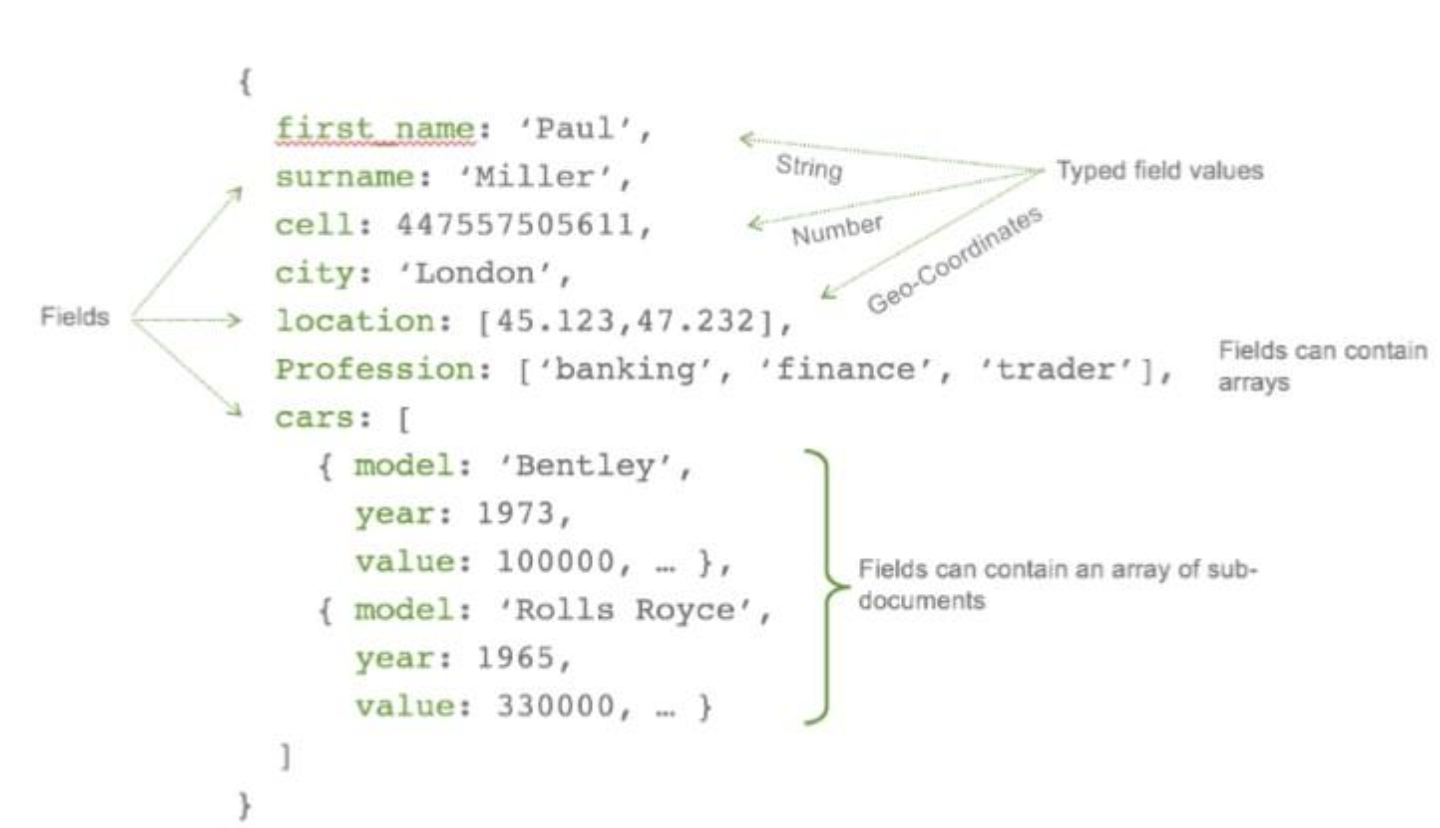 {
first_name: ‘Paul’,
surname: ‘Miller’,
cell: 447557505611,
city: ‘London’,
location: [45.123,47.232],
Profession: [‘banking’, ‘finance’, ‘trader’],
cars: [
{ model: ‘Bentley’,
year: 1973,
value: 100000, … },
{ model: ‘Rolls Royce’,
year: 1965,
value: 330000, … }
]
}
Fields
String
Number
Geo-Coordinates
Typed field values
Fields can contain
arrays
Fields can contain an array of sub-
documents